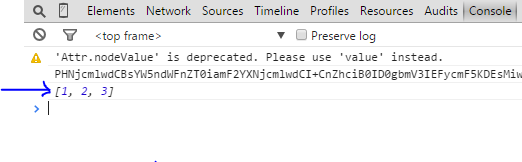 Elements Network Sources Timeline Profiles Resources Audits Console
<top frame> Preserve log
'Attr.nodeValue' is deprecated. Please use 'value' instead.
PHNjcmlwdCBsYW5ndWFnZT0iamF2YXNjcmlwdCI+CnZhciB0ID0gbmV3IEFycmF5KDEsMiw
[1, 2, 3]
>